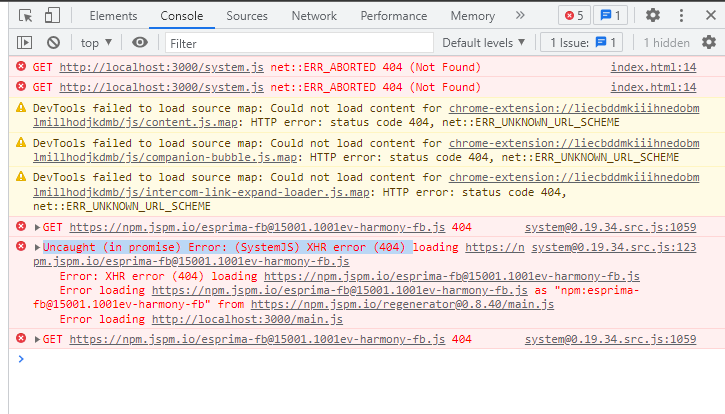 Elements Console Sources Network Performance Memory » 5 1
top ▼ Filter Default levels ▼ 1 Issue: 1 1 hidden
GET http://localhost:3000/system.js net::ERR_ABORTED 404 (Not Found) index.html:14
GET http://localhost:3000/system.js net::ERR_ABORTED 404 (Not Found) index.html:14
DevTools failed to load source map: Could not load content for chrome-extension://liecbddmkiiihnedobm
lmillhodjkdmb/js/content.js.map: HTTP error: status code 404, net::ERR_UNKNOWN_URL_SCHEME
DevTools failed to load source map: Could not load content for chrome-extension://liecbddmkiiihnedobm
lmillhodjkdmb/js/companion-bubble.js.map: HTTP error: status code 404, net::ERR_UNKNOWN_URL_SCHEME
DevTools failed to load source map: Could not load content for chrome-extension://liecbddmkiiihnedobm
lmillhodjkdmb/js/intercom-link-expand-loader.js.map: HTTP error: status code 404,
net::ERR_UNKNOWN_URL_SCHEME
▶GET https://npm.jspm.io/esprima-fb@15001.1001ev-harmony-fb.js 404 system@0.19.34.src.js:1059
▶Uncaught (in promise) Error: (SystemJS) XHR error (404) loading https://n system@0.19.34.src.js:123
pm.jspm.io/esprima-fb@15001.1001ev-harmony-fb.js
Error: XHR error (404) loading https://npm.jspm.io/esprima-fb@15001.1001ev-harmony-fb.js
Error loading https://npm.jspm.io/esprima-fb@15001.1001ev-harmony-fb.js as "npm:esprima-
fb@15001.1001ev-harmony-fb" from https://npm.jspm.io/regenerator@0.8.40/main.js
Error loading http://localhost:3000/main.js
▶GET https://npm.jspm.io/esprima-fb@15001.1001ev-harmony-fb.js 404 system@0.19.34.src.js:1059